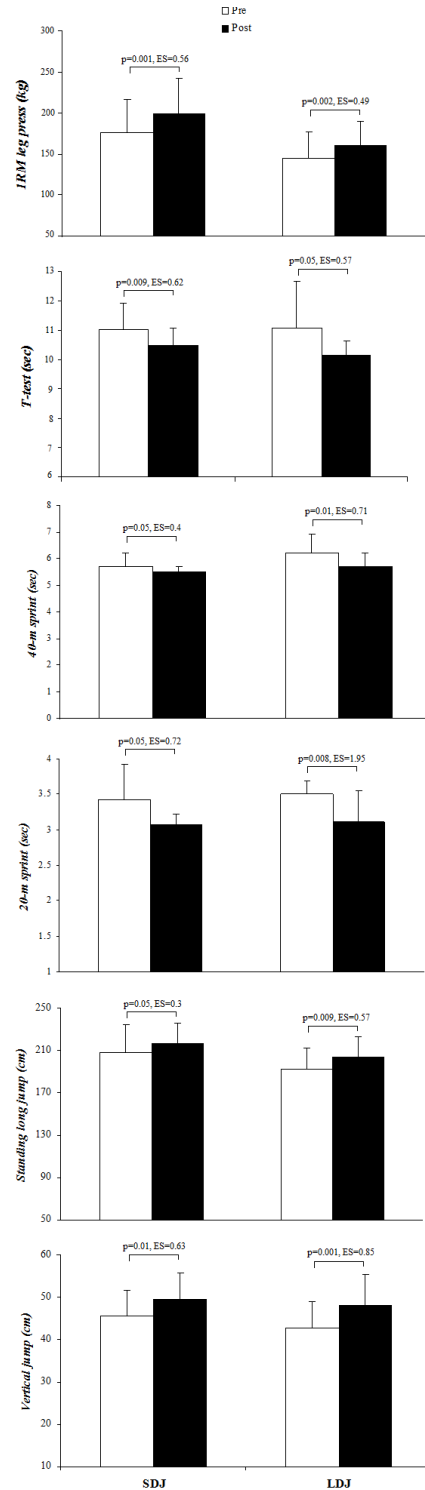 Pre
Post
1RM leg press (kg)
300
250
200
150
100
50
p=0.001, ES=0.56
p=0.002, ES=0.49
T-test (sec)
13
12
11
10
9
8
7
6
p=0.009, ES=0.62
p=0.05, ES=0.57
40-m sprint (sec)
8
7
6
5
4
3
2
1
0
p=0.05, ES=0.4
p=0.01, ES=0.71
20-m sprint (sec)
4
3.5
3
2.5
2
1.5
1
p=0.05, ES=0.72
p=0.008, ES=1.95
Standing long jump (cm)
250
210
170
130
90
50
p=0.05, ES=0.3
p=0.009, ES=0.57
Vertical jump (cm)
60
50
40
30
20
10
p=0.01, ES=0.63
p=0.001, ES=0.85
SDJ
LDJ